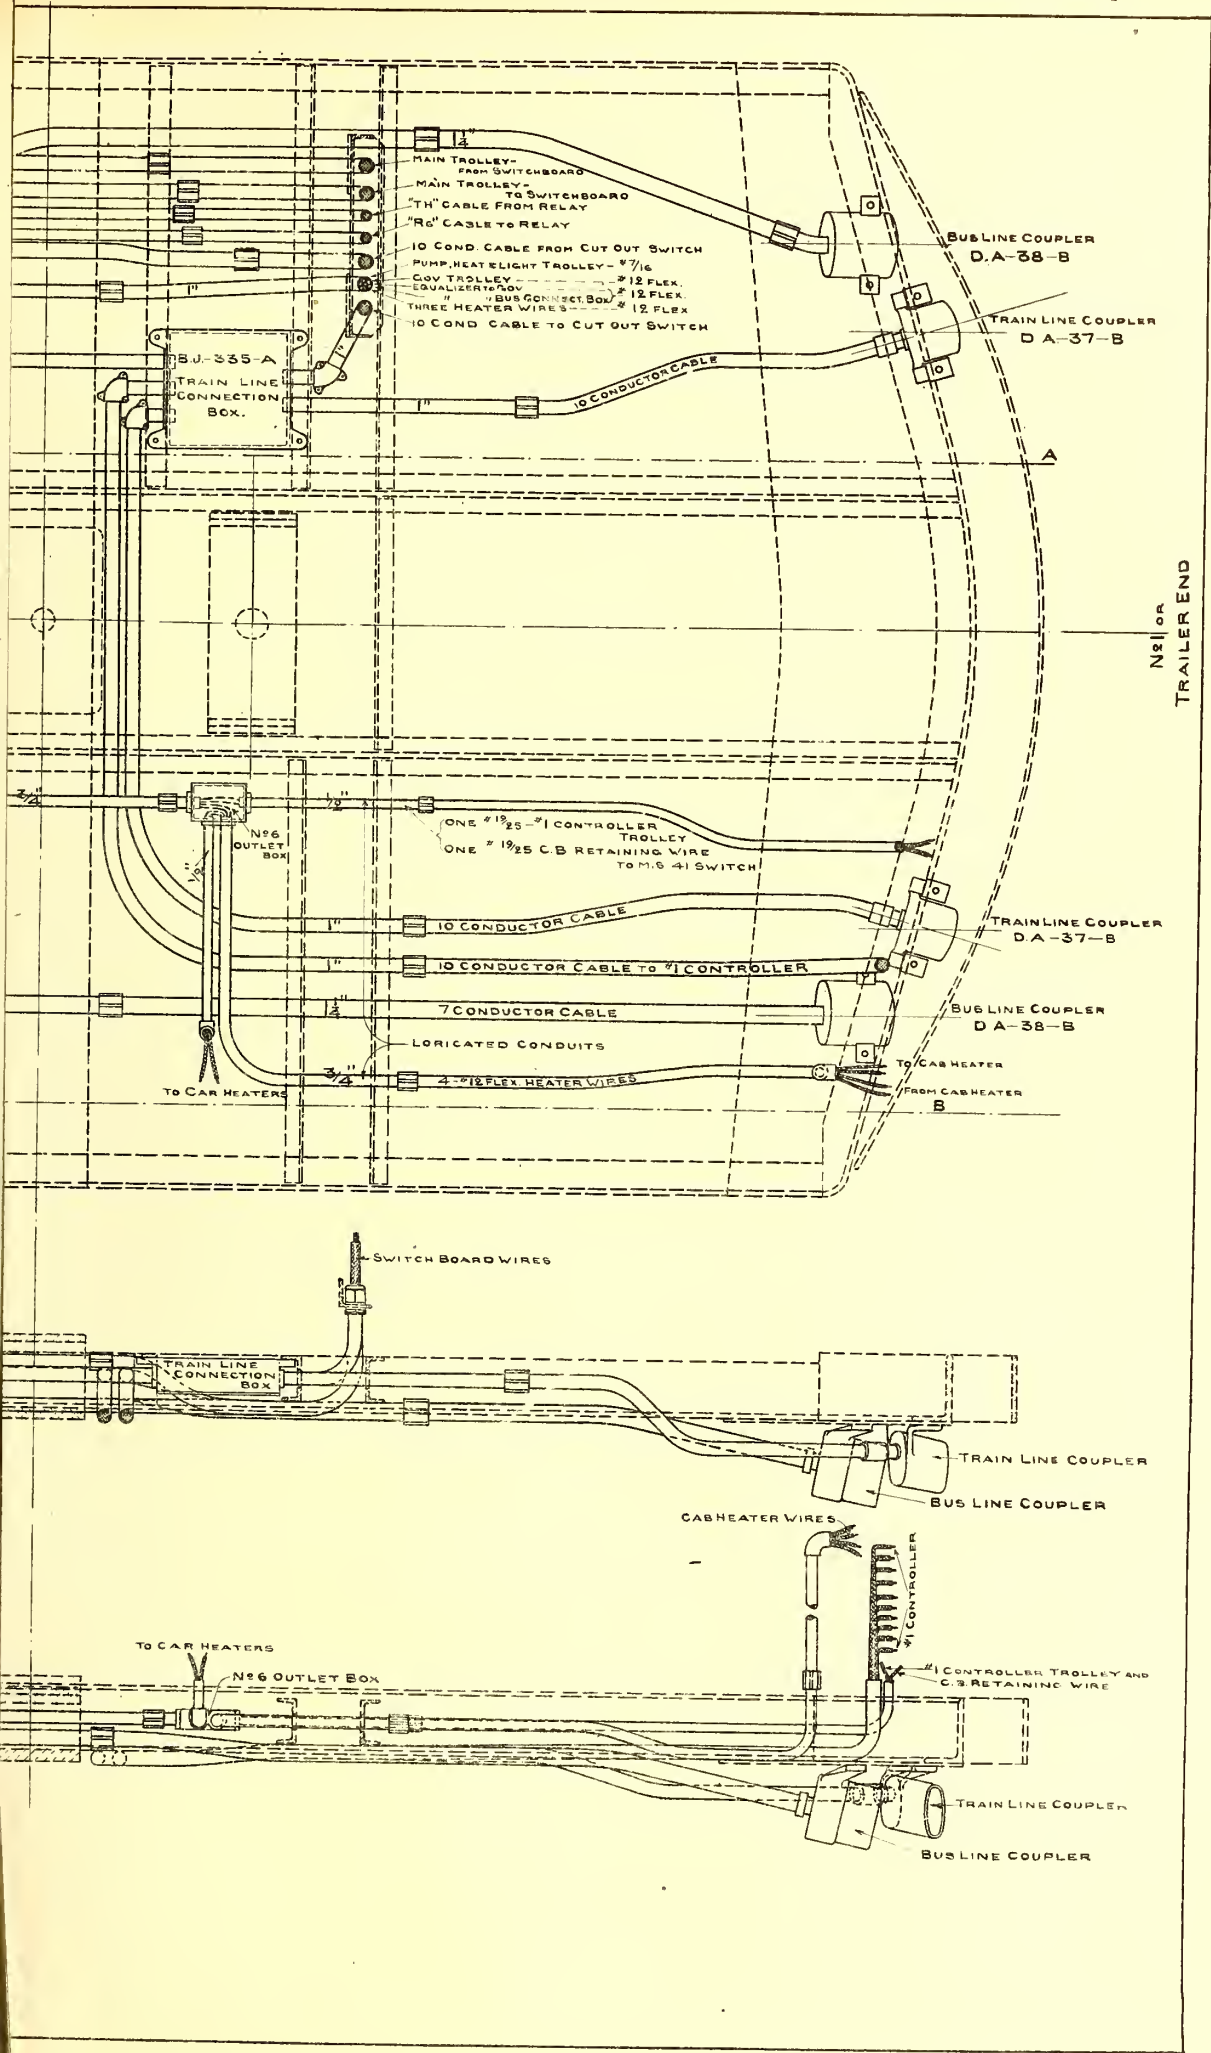 1 1/4"
MAIN TROLLEY-
FROM SWITCHBOARD
MAIN TROLLEY-
TO SWITCHBOARD
"TH" CABLE FROM RELAY
"R6" CABLE TO RELAY
10 COND. CABLE FROM CUT OUT SWITCH
PUMP, HEAT & LIGHT TROLLEY - #7/16
GOV TROLLEY - #12 FLEX.
EQUALIZER TO GOV
" " BUS CONNECT. BOX # 12 FLEX.
THREE HEATER WIRES - # 12 FLEX
10 COND CABLE TO CUT OUT SWITCH
BUS LINE COUPLER
D.A-38-B
TRAIN LINE COUPLER
D A-37-B
1"
1"
B.J.-335-A
TRAIN LINE
CONNECTION
BOX.
1"
10 CONDUCTOR CABLE
A
No 1 OR
TRAILER END
3/4"
1/2"
No 6
OUTLET
BOX
1/2"
ONE # 19/25 - #1 CONTROLLER
TROLLEY
ONE # 19/25 C.B RETAINING WIRE
TO M.S 41 SWITCH
1"
10 CONDUCTOR CABLE
TRAIN LINE COUPLER
D.A-37-B
1"
10 CONDUCTOR CABLE TO #1 CONTROLLER
1 1/4"
7 CONDUCTOR CABLE
BUS LINE COUPLER
D A-38-B
LORICATED CONDUITS
3/4"
4-#12 FLEX. HEATER WIRES
TO CAB HEATER
FROM CAB HEATER
TO CAR HEATERS
B
SWITCH BOARD WIRES
TRAIN LINE
CONNECTION
BOX
TRAIN LINE COUPLER
BUS LINE COUPLER
CAB HEATER WIRES
#1 CONTROLLER
TO CAR HEATERS
No 6 OUTLET BOX
#1 CONTROLLER TROLLEY AND
C.B. RETAINING WIRE
TRAIN LINE COUPLER
BUS LINE COUPLER